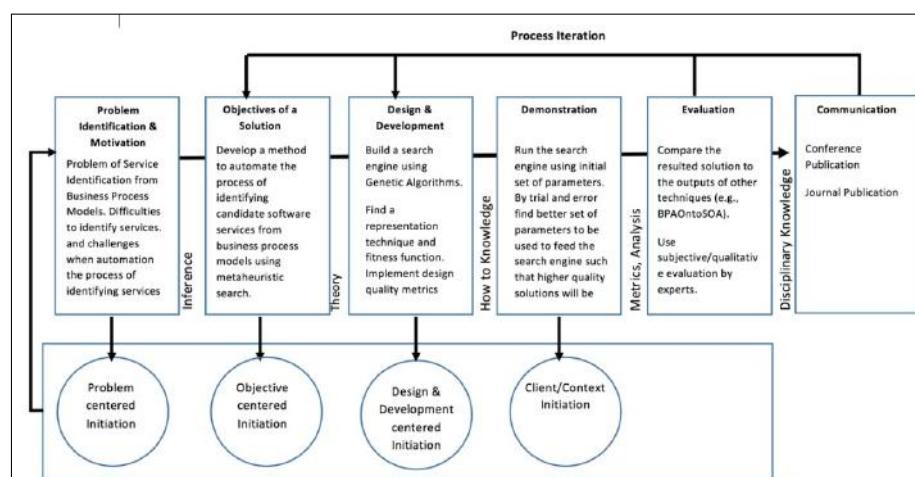 Process Iteration
Problem
Identification &
Motivation
Problem of Service
Identification from
Business Process
Models. Difficulties
to identify services.
and challenges
when automation
the process of
identifying services
Inference
Objectives of a
Solution
Develop a method
to automate the
process of
identifying
candidate software
services from
business process
models using
metaheuristic
search.
Theory
Design &
Development
Build a search
engine using
Genetic Algorithms.
Find a
representation
technique and
fitness function.
Implement design
quality metrics
How to Knowledge
Demonstration
Run the search
engine using initial
set of parameters.
By trial and error
find better set of
parameters to
be used to feed the
search engine such
that higher quality
solutions will be
Metrics, Analysis
Evaluation
Compare the
resulted solution to
the outputs of other
techniques (e.g.,
BPAOntoSOA).
Use
subjective/qualitativ
e evaluation by
experts.
Disciplinary Knowledge
Communication
Conference
Publication
Journal Publication
Problem
centered
Initiation
Objective
centered
Initiation
Design &
Development
centered
Initiation
Client/Context
Initiation